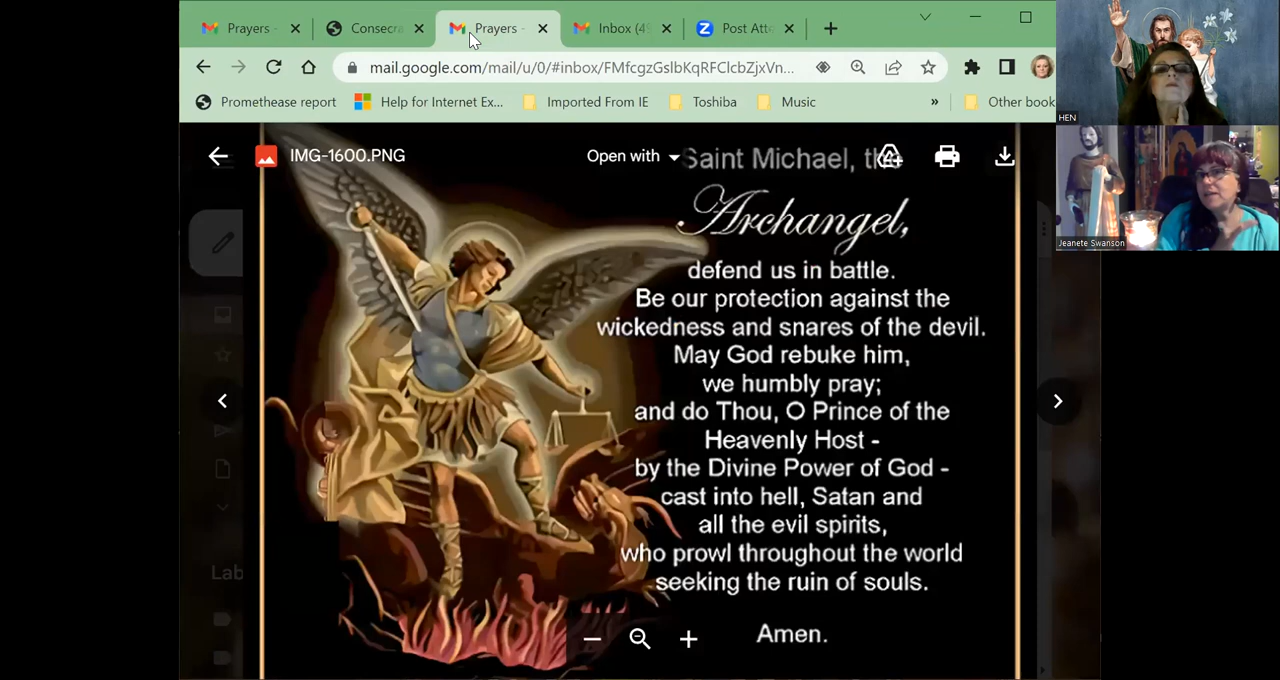 Prayers -
Consecra
Prayers -
Inbox (49
Post Atte
mail.google.com/mail/u/0/#inbox/FMfcgzGslbKqRFClcbZjxVn...
Promethease report
Help for Internet Ex...
Imported From IE
Toshiba
Music
»
Other book
HEN
Jeanete Swanson
IMG-1600.PNG
Open with
Saint Michael, th
Archangel,
defend us in battle.
Be our protection against the
wickedness and snares of the devil.
May God rebuke him,
we humbly pray;
and do Thou, O Prince of the
Heavenly Host -
by the Divine Power of God -
cast into hell, Satan and
all the evil spirits,
who prowl throughout the world
seeking the ruin of souls.
Amen.
Lab